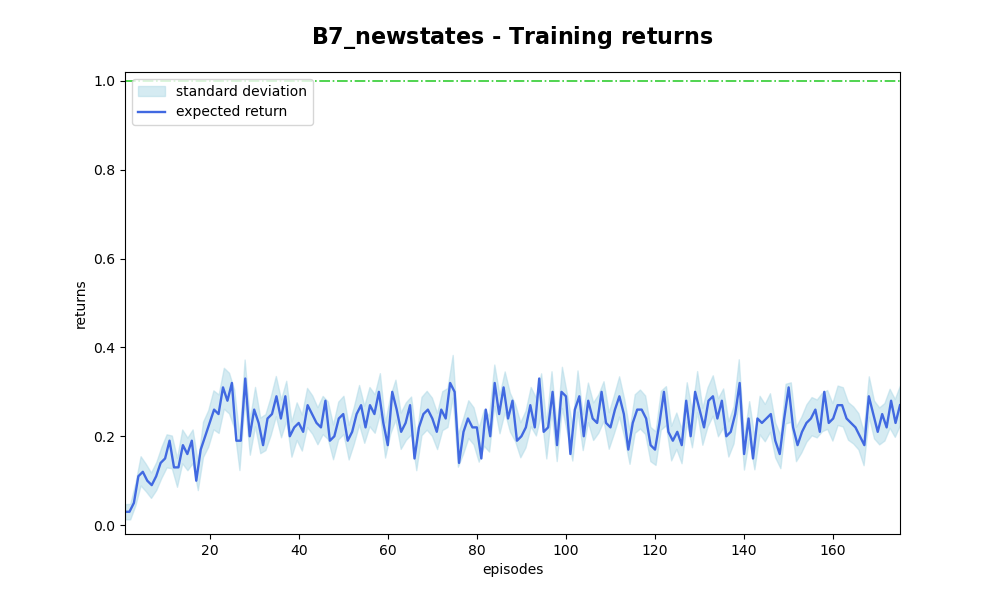 B7_newstates - Training returns
1.0
standard deviation
expected return
0.8
0.6
0.4
0.2
0.0
returns
20 40 60 80 100 120 140 160
episodes